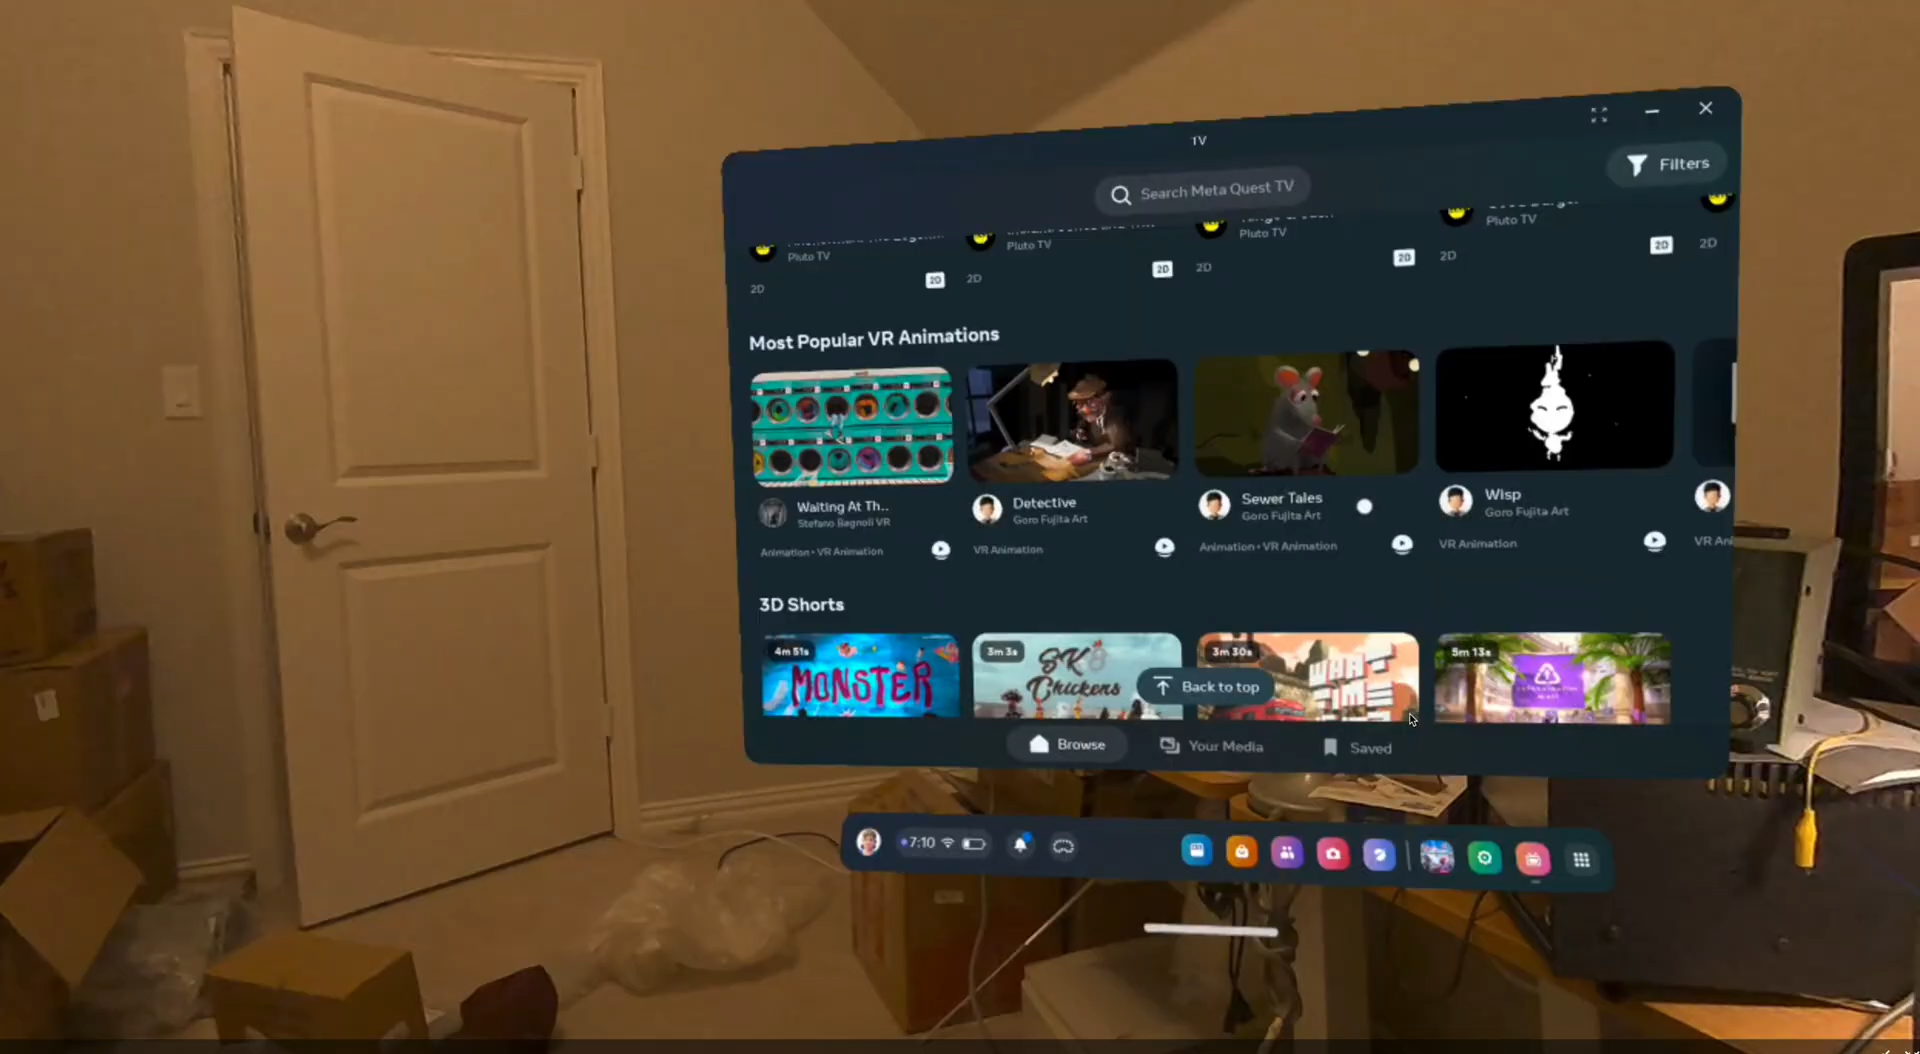 TV
Search Meta Quest TV
Filters
Pluto TV
Pluto TV
Pluto TV
Pluto TV
2D
2D
2D
2D
2D
2D
2D
2D
2D
Most Popular VR Animations
Waiting At Th..
Stefano Bagnoli VR
Animation • VR Animation
Detective
Goro Fujita Art
VR Animation
Sewer Tales
Goro Fujita Art
Animation • VR Animation
Wisp
Goro Fujita Art
VR Animation
VR Ani
3D Shorts
4m 51s
MONSTER
3m 3s
SK8
Chickens
3m 30s
5m 13s
Back to top
Browse
Your Media
Saved
7:10